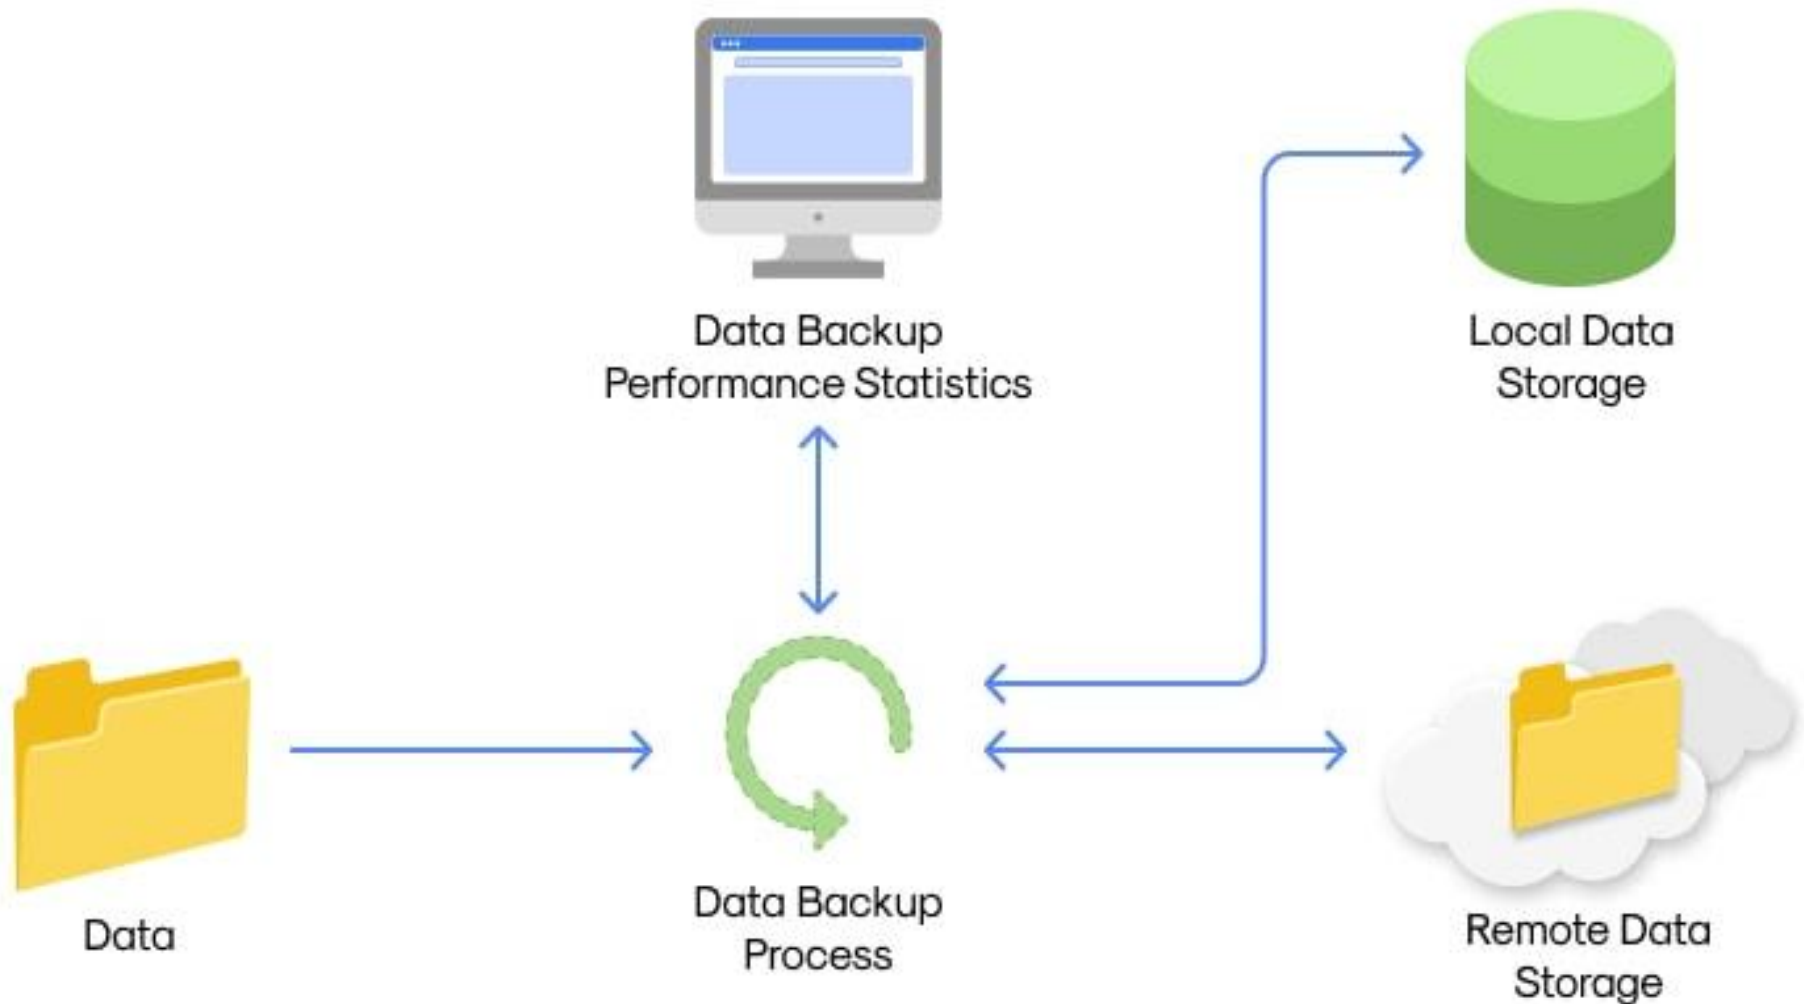 Data Backup
Performance Statistics
Local Data
Storage
Data
Data Backup
Process
Remote Data
Storage